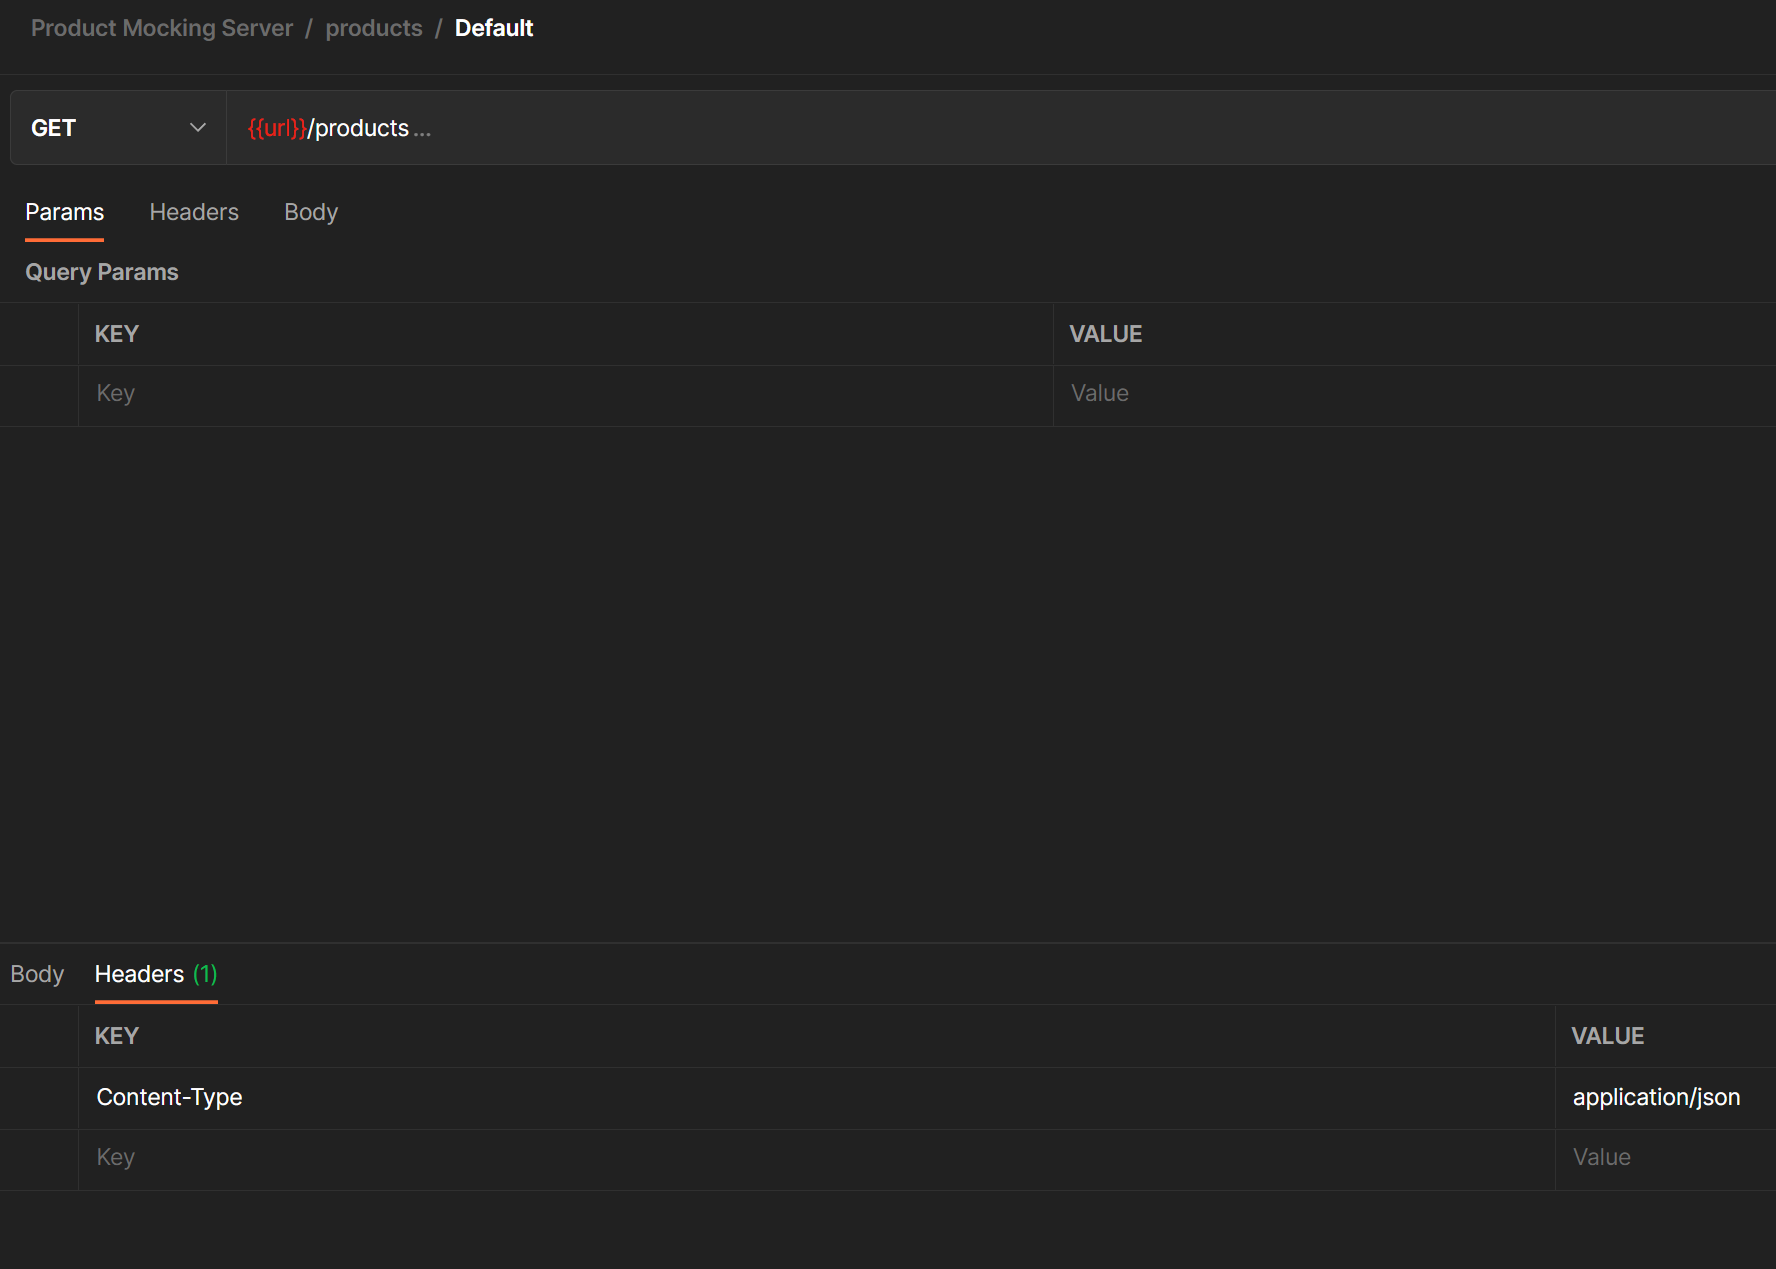 Product Mocking Server / products / Default
GET {{url}}/products ...
Params Headers Body
Query Params
KEY VALUE
Key Value
Body Headers (1)
KEY VALUE
Content-Type application/json
Key Value